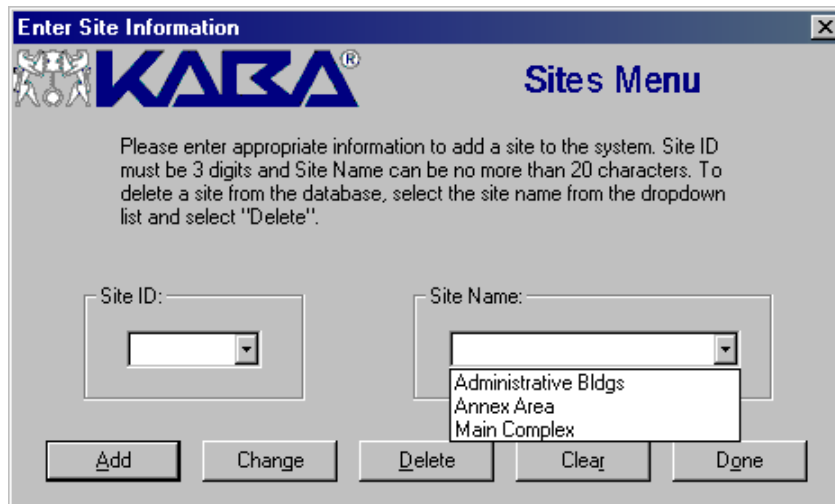 Enter Site Information
KABA®
Sites Menu
Please enter appropriate information to add a site to the system. Site ID
must be 3 digits and Site Name can be no more than 20 characters. To
delete a site from the database, select the site name from the dropdown
list and select "Delete".
Site ID:
Site Name:
Administrative Bldgs
Annex Area
Main Complex
Add
Change
Delete
Clear
Done